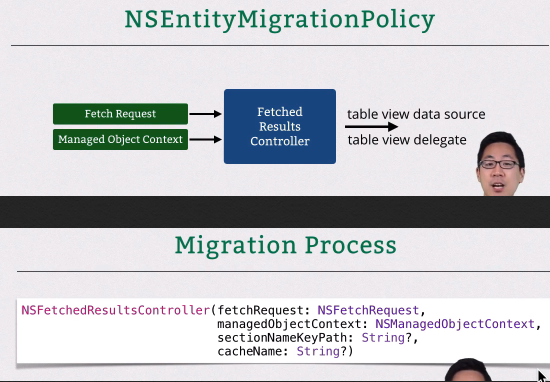 NSEntityMigrationPolicy
Fetch Request
Managed Object Context
Fetched
Results
Controller
table view data source
table view delegate
Migration Process
NSFetchedResultsController(fetchRequest: NSFetchRequest,
managedObjectContext: NSManagedObjectContext,
sectionNameKeyPath: String?,
cacheName: String?)